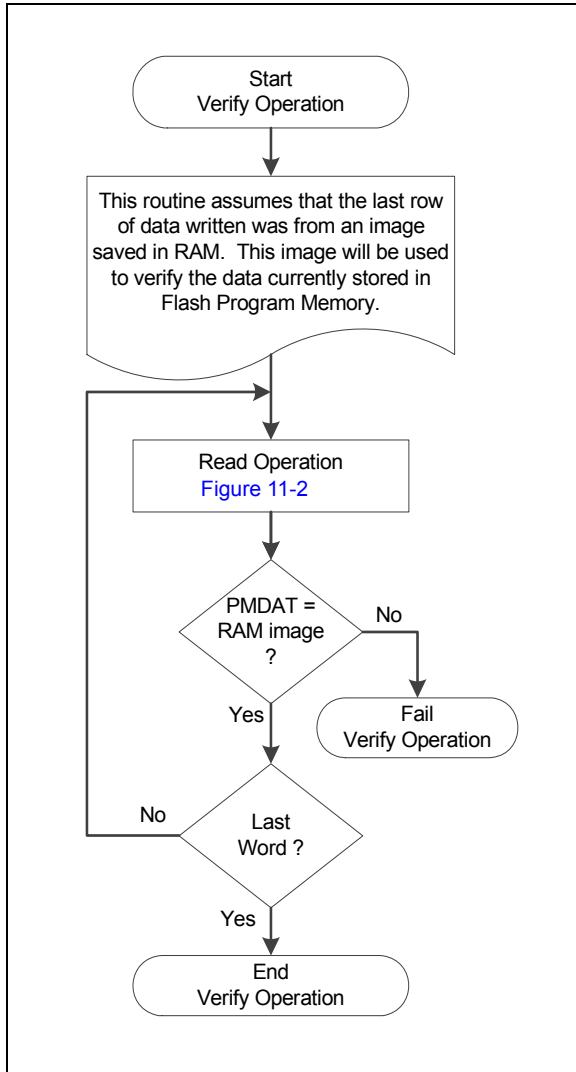 Start
Verify Operation
This routine assumes that the last row
of data written was from an image
saved in RAM. This image will be used
to verify the data currently stored in
Flash Program Memory.
Read Operation
Figure 11-2
PMDAT =
RAM image
?
No
Yes
Fail
Verify Operation
No
Last
Word ?
Yes
End
Verify Operation